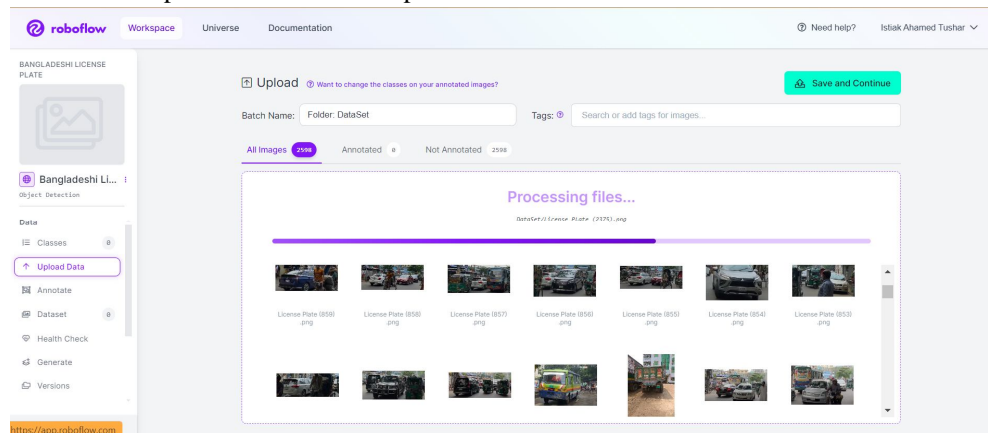 roboflow
Workspace
Universe
Documentation
Need help?
Istiak Ahamed Tushar
BANGLADESHI LICENSE
PLATE
Bangladeshi Li...
Object Detection
Data
Classes 0
Upload Data
Annotate
Dataset 0
Health Check
Generate
Versions
https://app.roboflow.com
Upload
Want to change the classes on your annotated images?
Save and Continue
Batch Name: Folder: DataSet
Tags: Search or add tags for images...
All Images 2598
Annotated 0
Not Annotated 2598
Processing files...
DataSet/License Plate (2375).png
License Plate (859)
.png
License Plate (858)
.png
License Plate (857)
.png
License Plate (856)
.png
License Plate (855)
.png
License Plate (854)
.png
License Plate (853)
.png